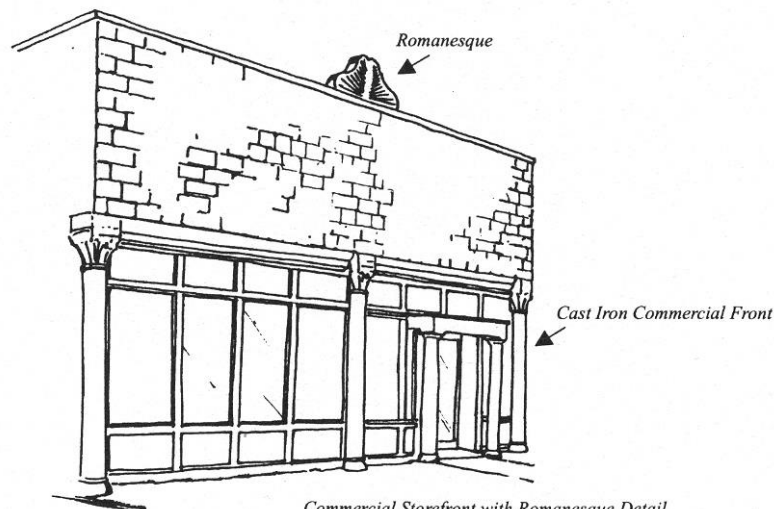 Romanesque
Cast Iron Commercial Front
Commercial Storefront with Romanesque Detail